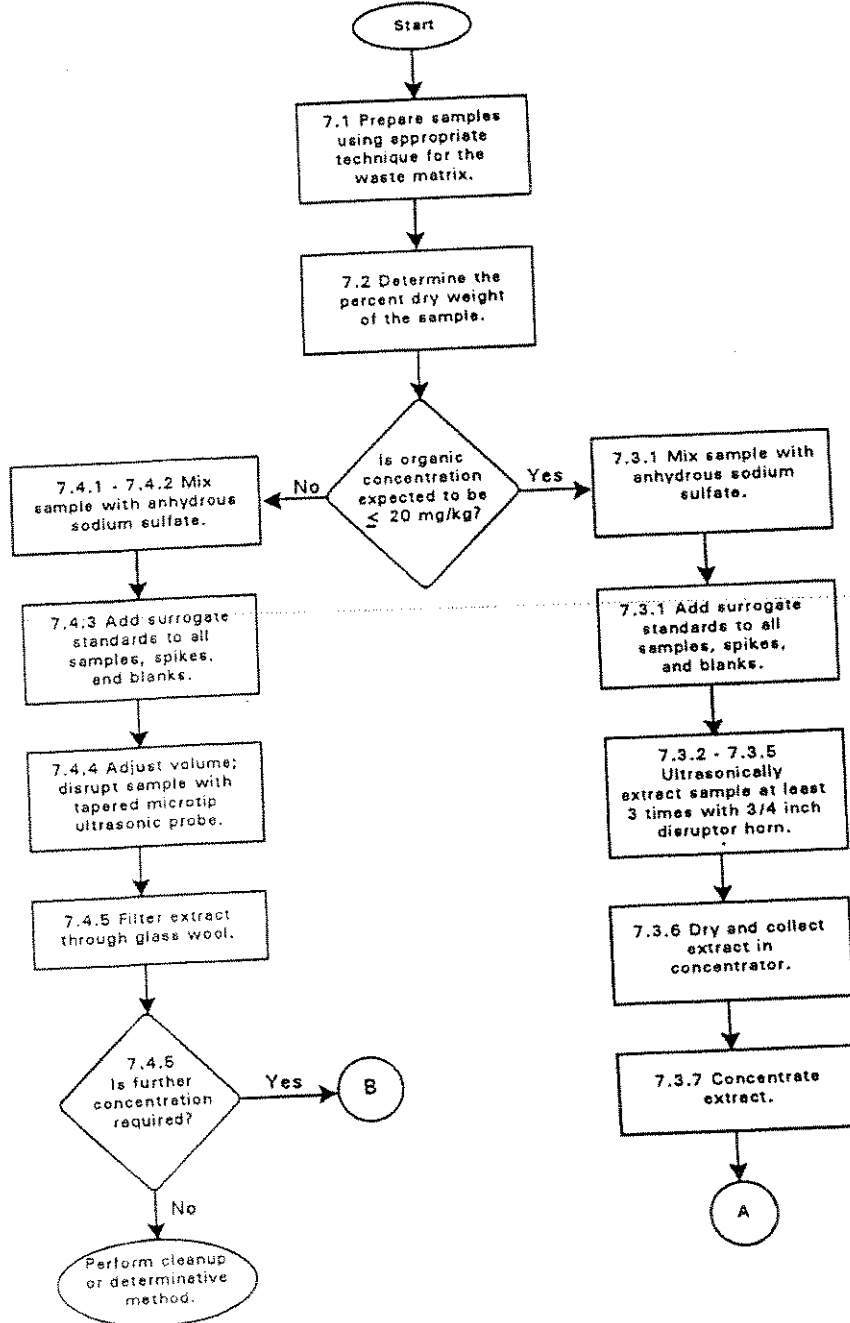 Start
7.1 Prepare samples
using appropriate
technique for the
waste matrix.
7.2 Determine the
percent dry weight
of the sample.
Is organic
concentration
expected to be
≤ 20 mg/kg?
No
Yes
7.4.1 - 7.4.2 Mix
sample with anhydrous
sodium sulfate.
7.4.3 Add surrogate
standards to all
samples, spikes,
and blanks.
7.4.4 Adjust volume;
disrupt sample with
tapered microtip
ultrasonic probe.
7.4.5 Filter extract
through glass wool.
7.4.5
Is further
concentration
required?
Yes
B
No
Perform cleanup
or determinative
method.
7.3.1 Mix sample with
anhydrous sodium
sulfate.
7.3.1 Add surrogate
standards to all
samples, spikes,
and blanks.
7.3.2 - 7.3.5
Ultrasonically
extract sample at least
3 times with 3/4 inch
disruptor horn.
7.3.6 Dry and collect
extract in
concentrator.
7.3.7 Concentrate
extract.
A